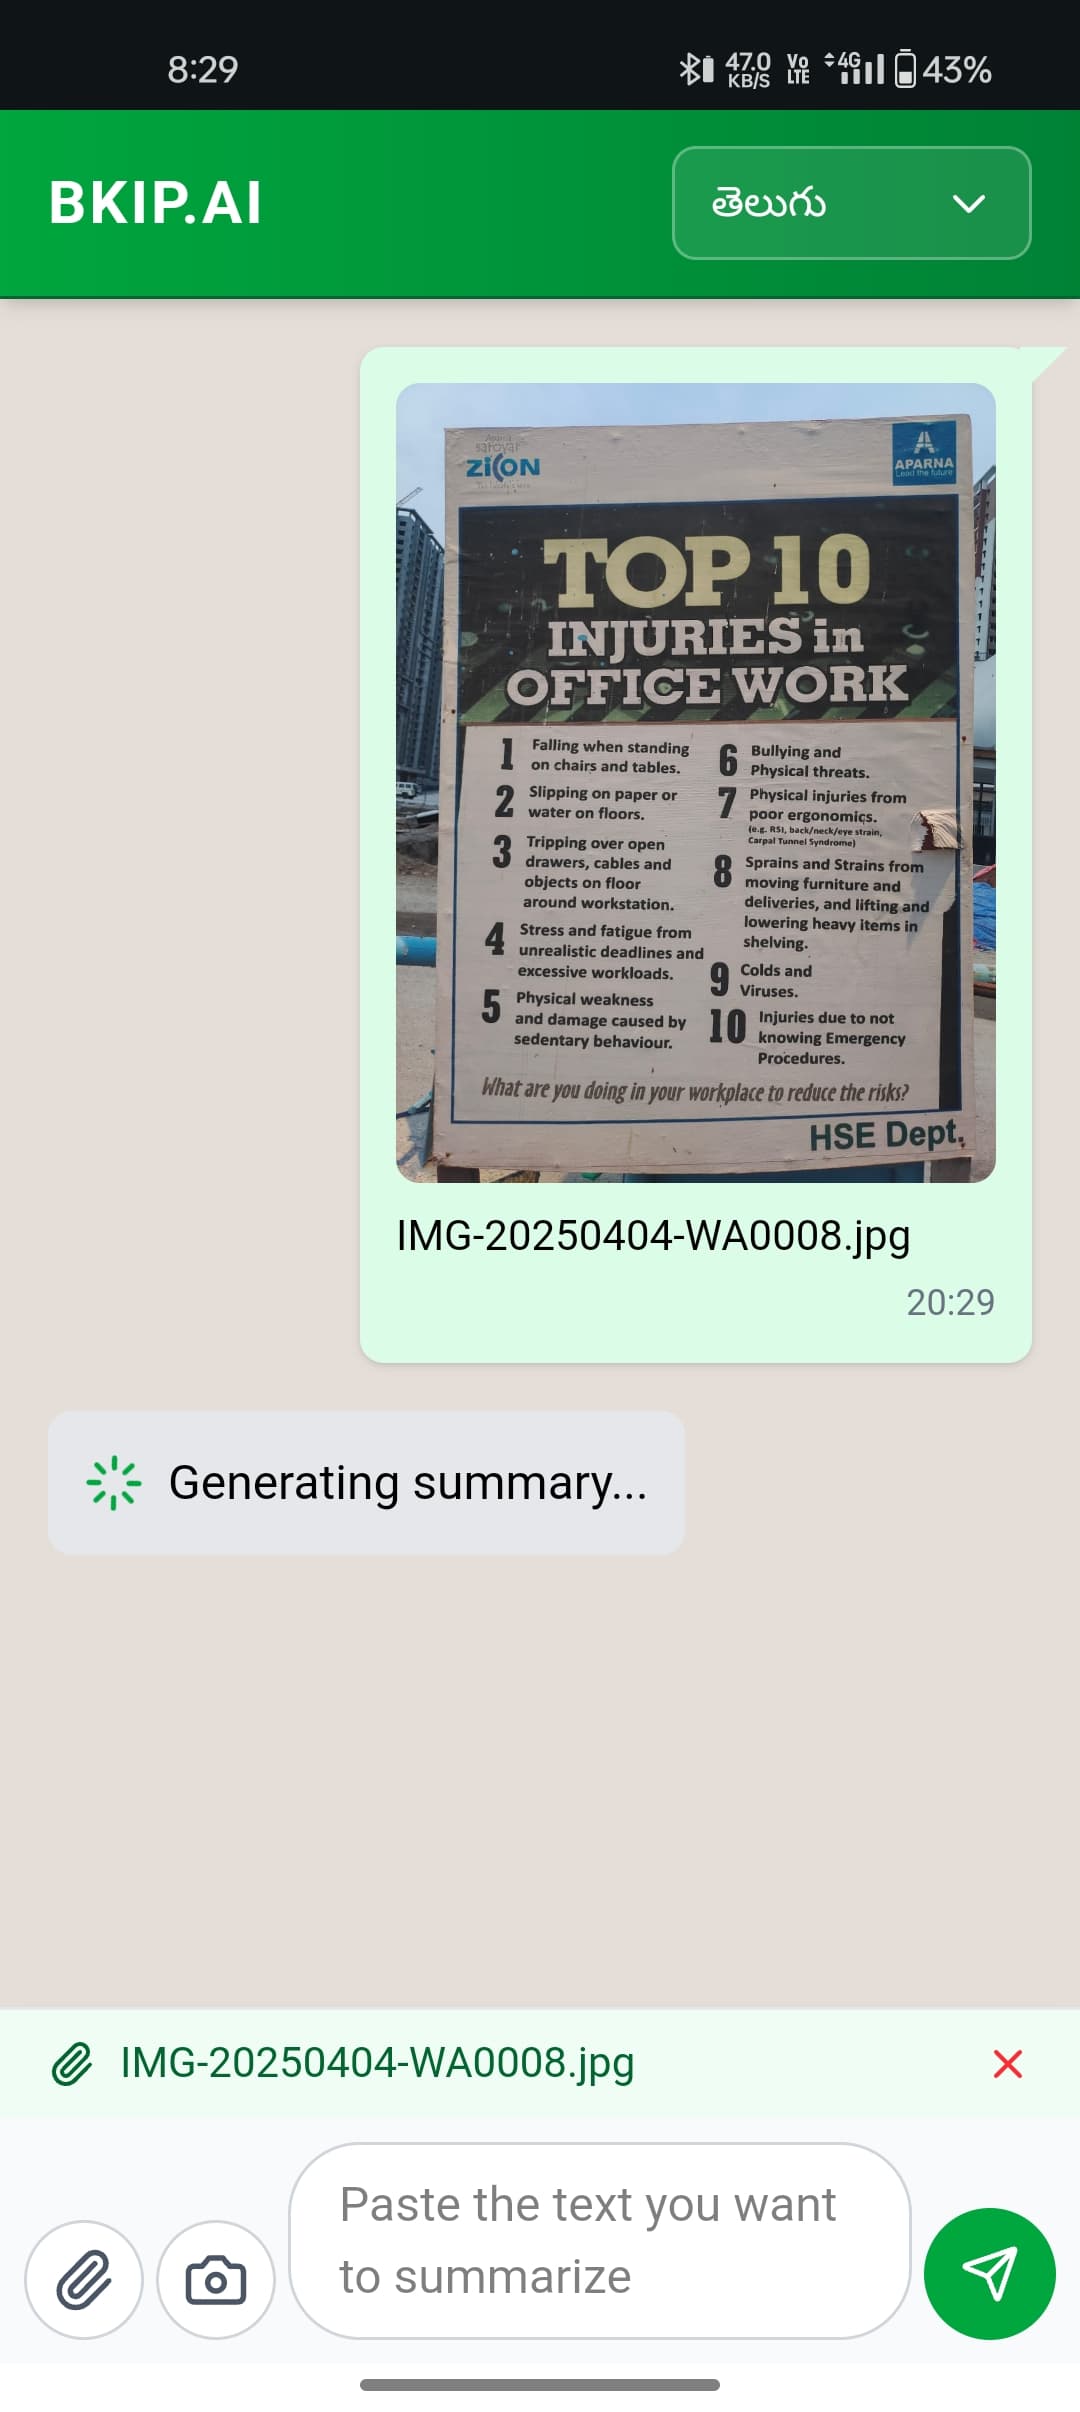 8:29
47.0
KB/S
Vo
LTE
4G
43%
BKIP.AI
తెలుగు
Aparna
sarovar
ZICON
APARNA
Lead the future
TOP 10
INJURIES in
OFFICE WORK
1 Falling when standing
on chairs and tables.
2 Slipping on paper or
water on floors.
3 Tripping over open
drawers, cables and
objects on floor
around workstation.
4 Stress and fatigue from
unrealistic deadlines and
excessive workloads.
5 Physical weakness
and damage caused by
sedentary behaviour.
6 Bullying and
Physical threats.
7 Physical injuries from
poor ergonomics.
(e.g. RSI, back/neck/eye strain,
Carpal Tunnel Syndrome)
8 Sprains and Strains from
moving furniture and
deliveries, and lifting and
lowering heavy items in
shelving.
9 Colds and
Viruses.
10 Injuries due to not
knowing Emergency
Procedures.
What are you doing in your workplace to reduce the risks?
HSE Dept.
IMG-20250404-WA0008.jpg
20:29
Generating summary...
IMG-20250404-WA0008.jpg
Paste the text you want
to summarize